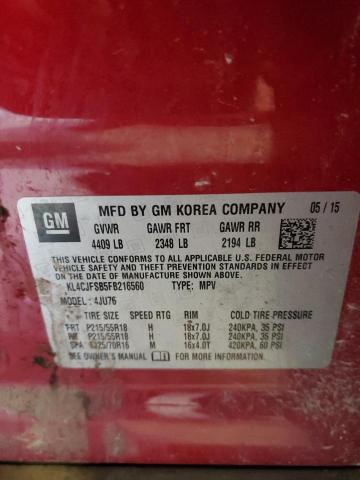 GM
MFD BY GM KOREA COMPANY 05 / 15
GVWR GAWR FRT GAWR RR
4409 LB 2348 LB 2194 LB
THIS VEHICLE CONFORMS TO ALL APPLICABLE U.S. FEDERAL MOTOR
VEHICLE SAFETY, BUMPER, AND THEFT PREVENTION STANDARDS IN
EFFECT ON THE DATE OF MANUFACTURE SHOWN ABOVE.
KL4CJFSB5FB216560 TYPE: MPV
MODEL: 4JU76
TIRE SIZE SPEED RTG RIM COLD TIRE PRESSURE
FRT P215/55R18 H 18x7.0J 240KPA, 35 PSI
RR P215/55R18 H 18x7.0J 240KPA, 35 PSI
SPA T125/70R16 M 16x4.0T 420KPA, 60 PSI
SEE OWNER'S MANUAL FOR MORE INFORMATION.